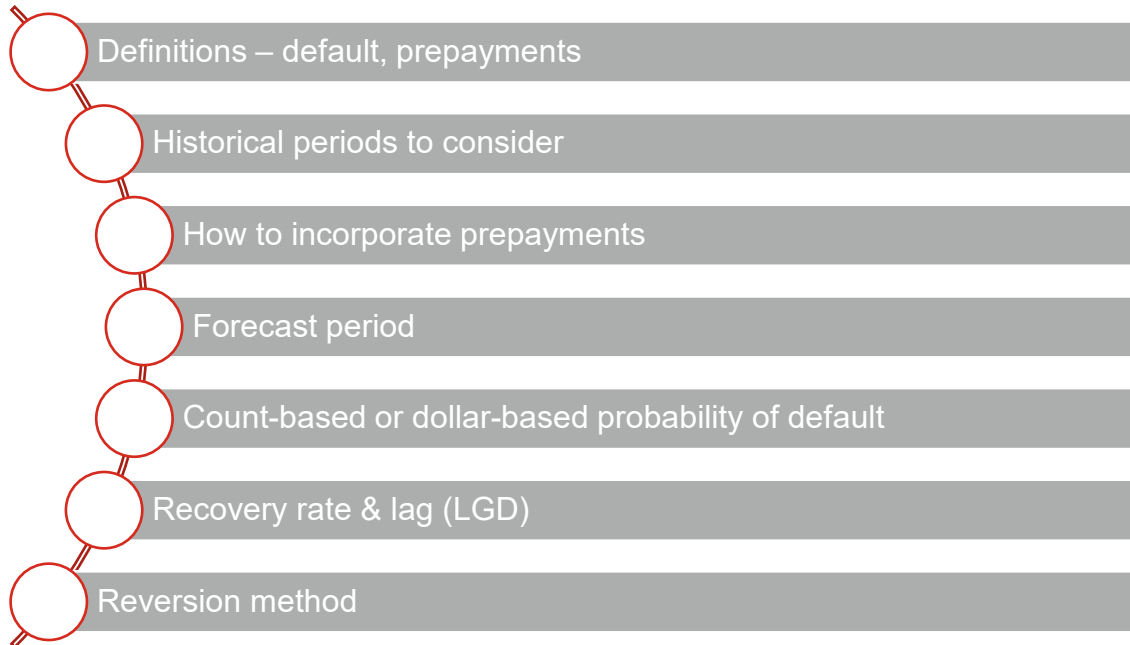 Definitions – default, prepayments
Historical periods to consider
How to incorporate prepayments
Forecast period
Count-based or dollar-based probability of default
Recovery rate & lag (LGD)
Reversion method